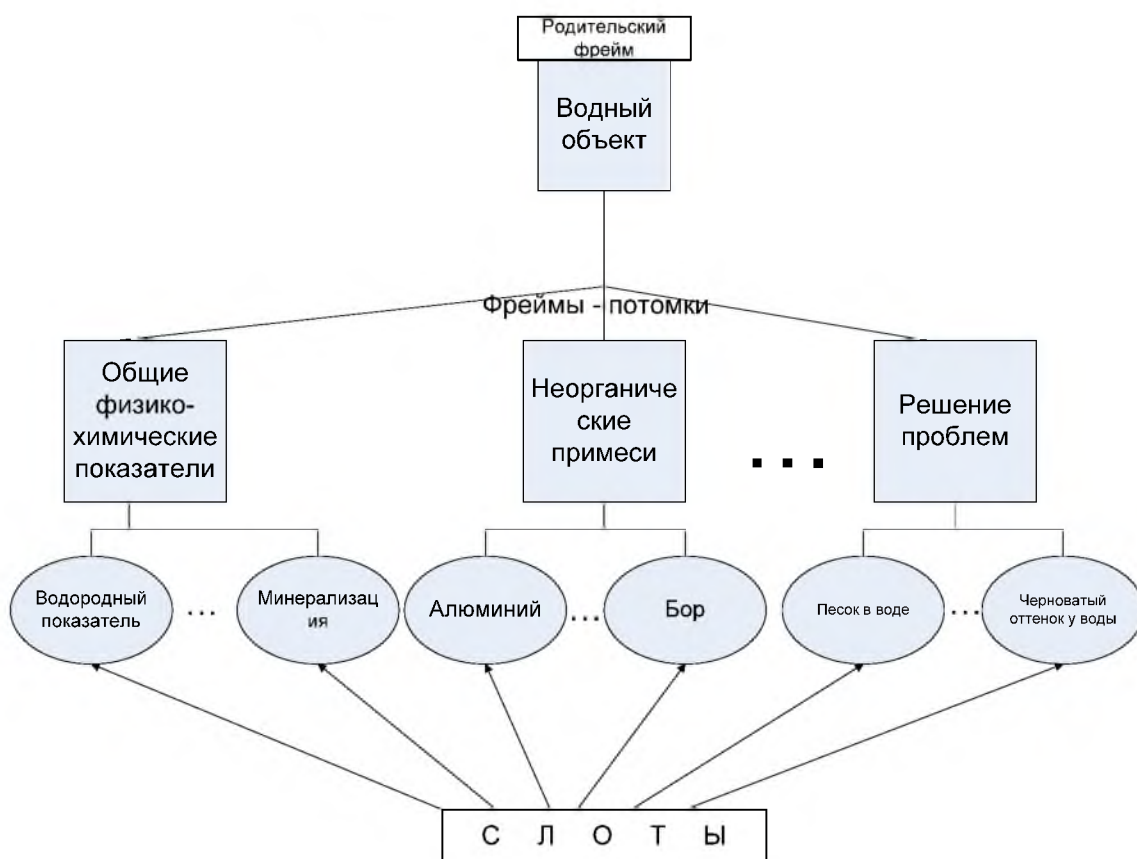 Родительский
фрейм
Водный
объект
Фреймы - потомки
Общие
физико-
химические
показатели
Неорганиче
ские
примеси
. . .
Решение
проблем
Водородный
показатель
...
Минерализац
ия
Алюминий
...
Бор
Песок в воде
...
Черноватый
оттенок у воды
С Л О Т Ы